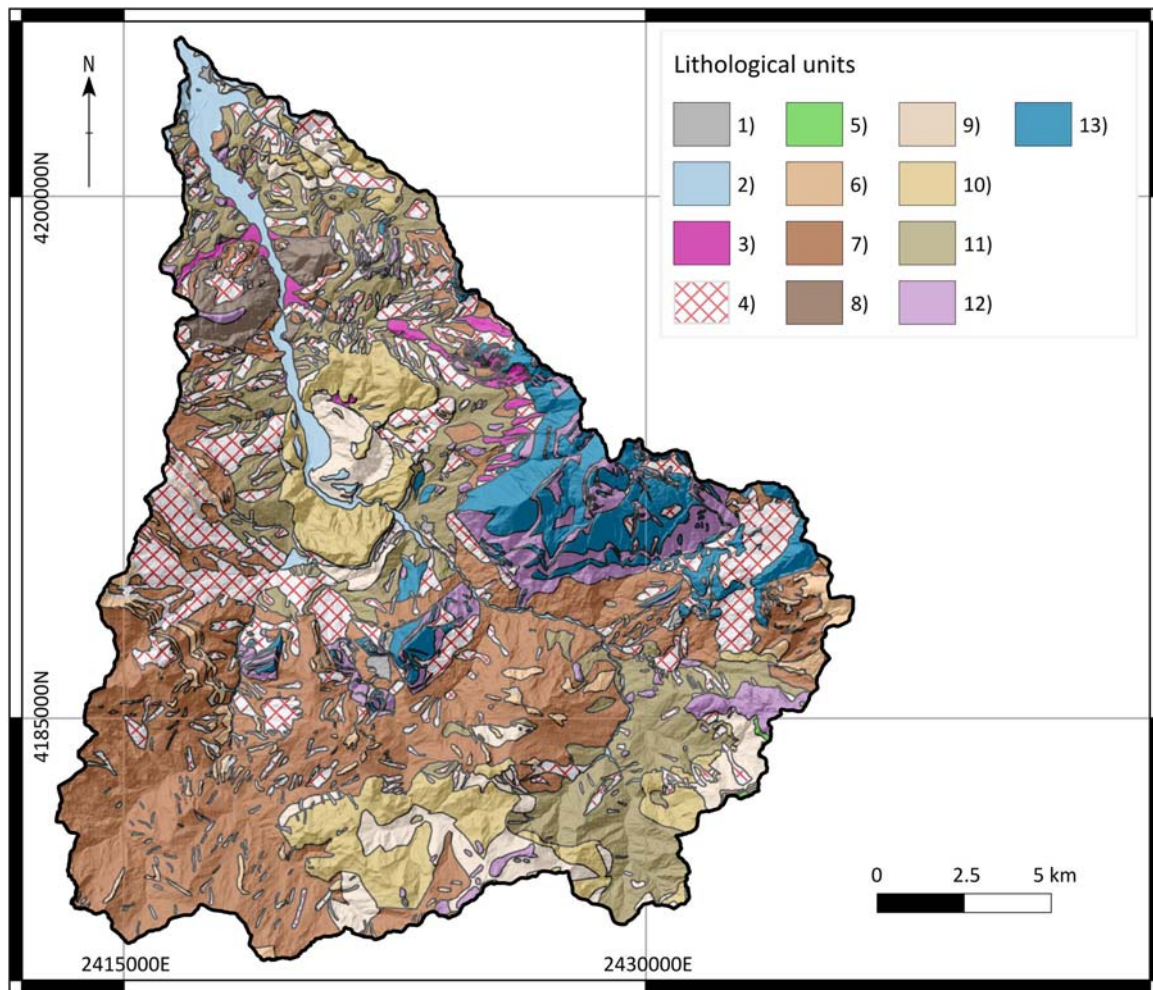 N
Lithological units
1) 5) 9) 13)
2) 6) 10)
3) 7) 11)
4) 8) 12)
4200000N
4185000N
0 2.5 5 km
2415000E 2430000E